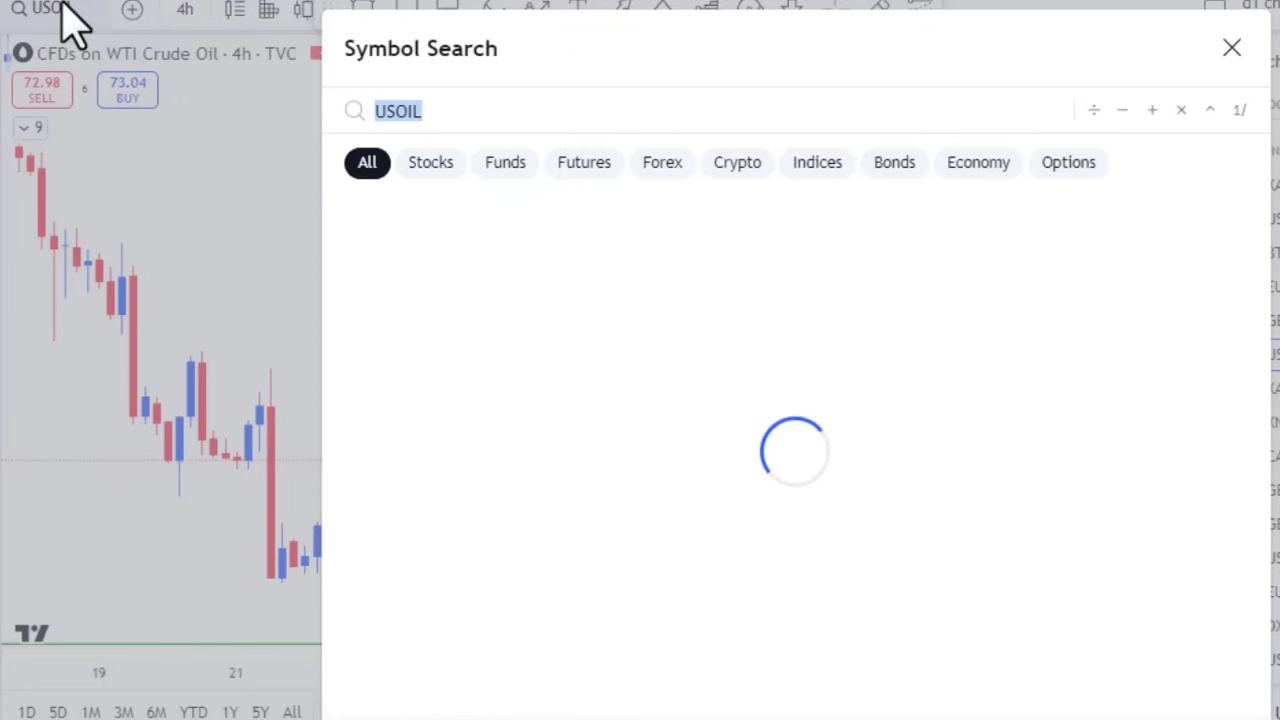 4h
CFDs on WTI Crude Oil · 4h · TVC
72.98
SELL
6
73.04
BUY
9
19
21
1D 5D 1M 3M 6M YTD 1Y 5Y All
Symbol Search
USOIL
÷ − + × ^ 1/
All Stocks Funds Futures Forex Crypto Indices Bonds Economy Options